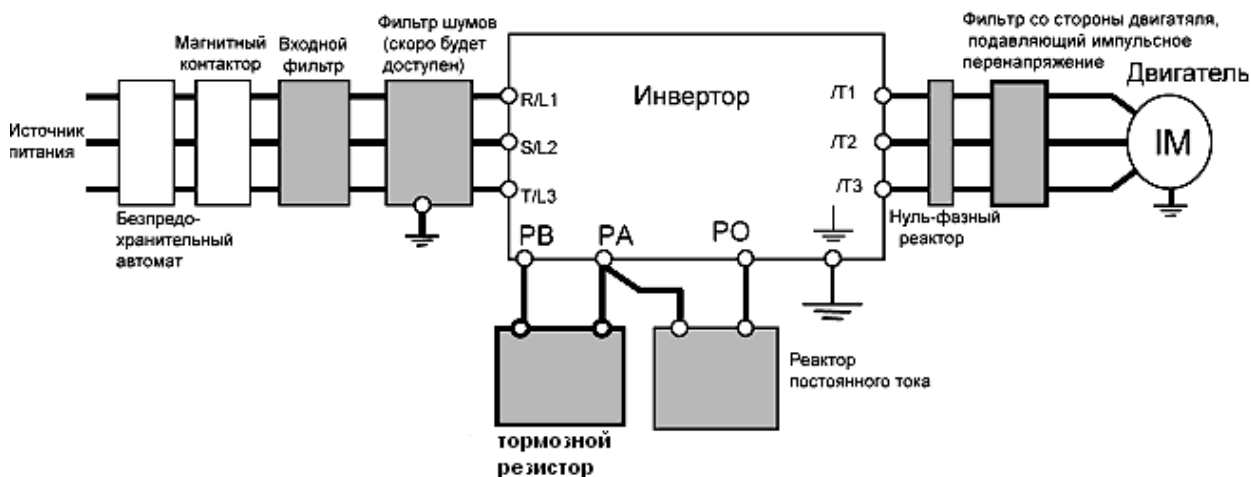 Источник
питания
Магнитный
контактор
Входной
фильтр
Фильтр шумов
(скоро будет
доступен)
Безпредо-
хранительный
автомат
R/L1
S/L2
T/L3
Инвертор
/T1
/T2
/T3
PB
PA
PO
Фильтр со стороны двигатяля,
подавляющий импульсное
перенапряжение
Двигатель
IM
Нуль-фазный
реактор
тормозной
резистор
Реактор
постоянного тока